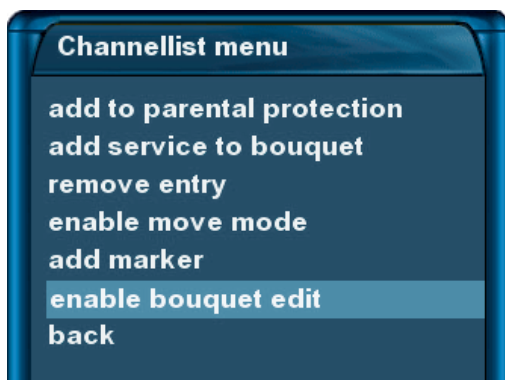 Channellist menu
add to parental protection
add service to bouquet
remove entry
enable move mode
add marker
enable bouquet edit
back